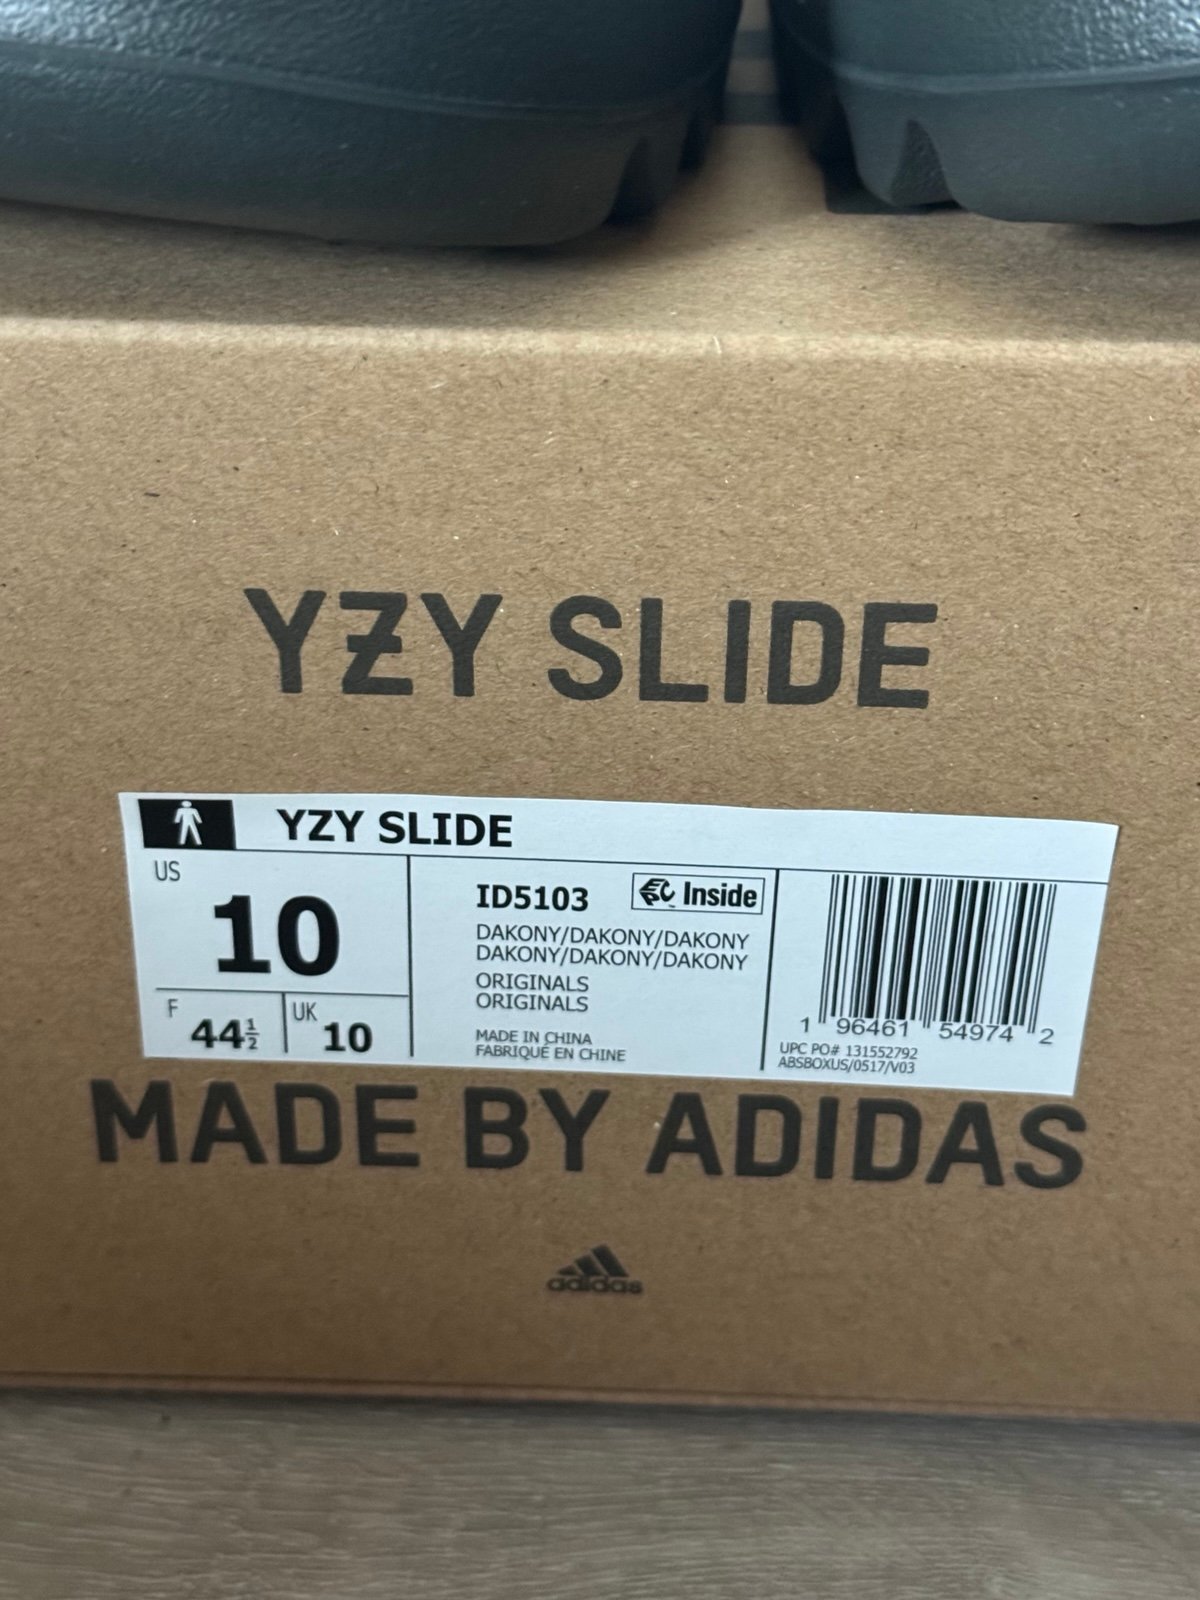 YZY SLIDE
YZY SLIDE
US
10
F
44½
UK
10
ID5103
Inside
DAKONY/DAKONY/DAKONY
DAKONY/DAKONY/DAKONY
ORIGINALS
ORIGINALS
MADE IN CHINA
FABRIQUÉ EN CHINE
1 96461 54974 2
UPC PO# 131552792
ABSBOXUS/0517/V03
MADE BY ADIDAS
adidas